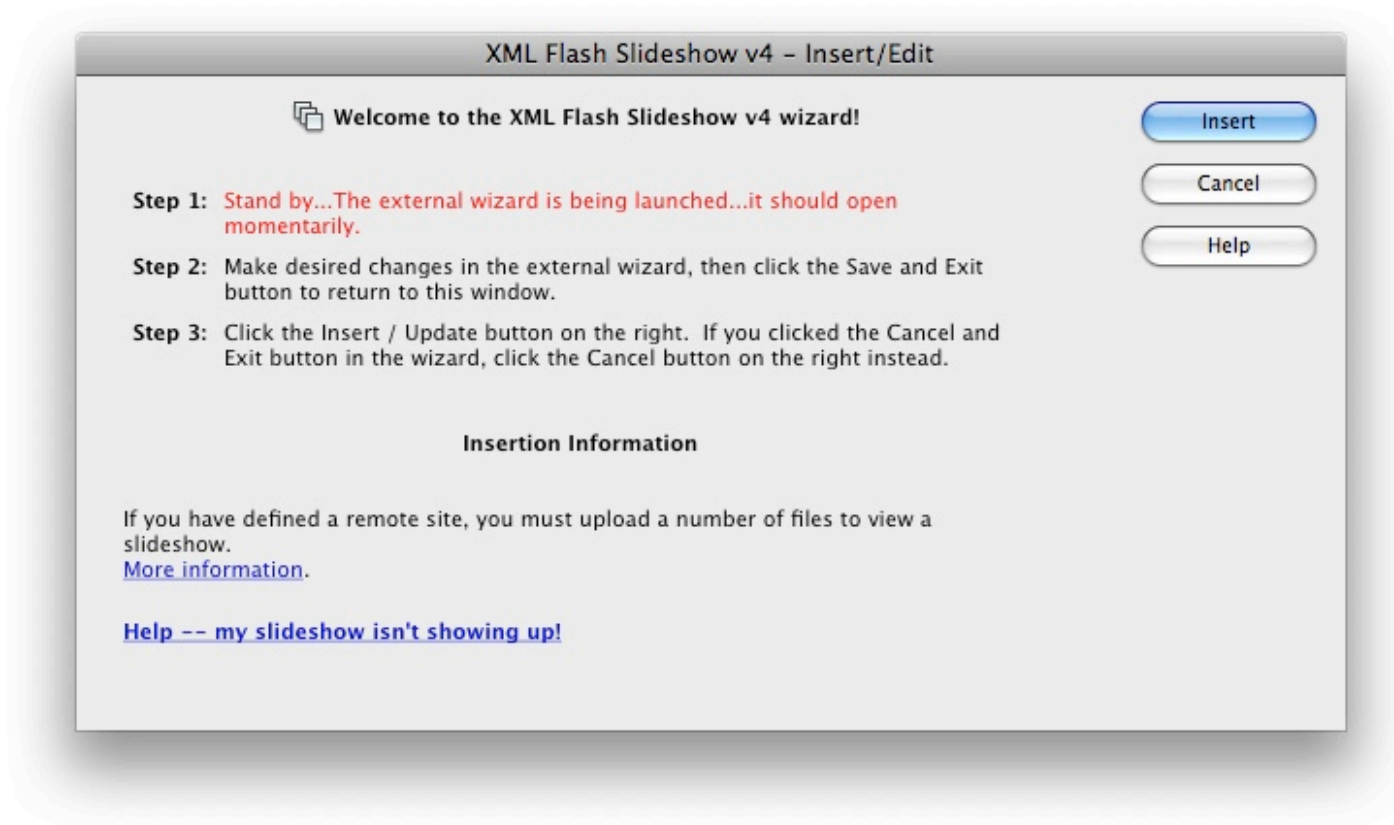 XML Flash Slideshow v4 – Insert/Edit
Welcome to the XML Flash Slideshow v4 wizard!
Insert
Cancel
Help
Step 1: Stand by...The external wizard is being launched...it should open
momentarily.
Step 2: Make desired changes in the external wizard, then click the Save and Exit
button to return to this window.
Step 3: Click the Insert / Update button on the right. If you clicked the Cancel and
Exit button in the wizard, click the Cancel button on the right instead.
Insertion Information
If you have defined a remote site, you must upload a number of files to view a
slideshow.
More information.
Help -- my slideshow isn't showing up!